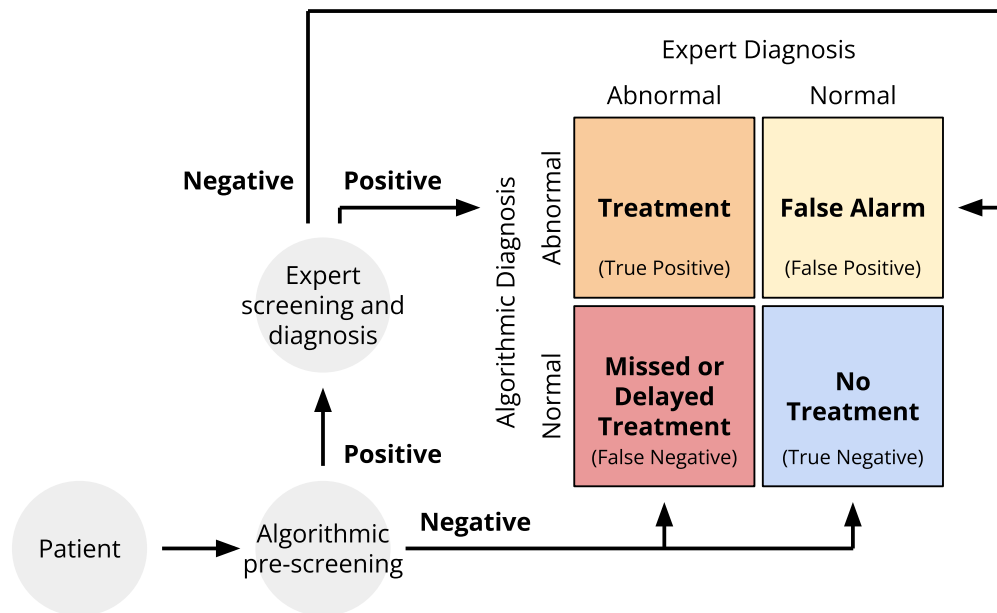 Expert Diagnosis
Abnormal
Normal
Negative
Positive
Algorithmic Diagnosis
Abnormal
Treatment
(True Positive)
False Alarm
(False Positive)
Expert
screening and
diagnosis
Normal
Missed or
Delayed
Treatment
(False Negative)
No
Treatment
(True Negative)
Positive
Negative
Patient
Algorithmic
pre-screening